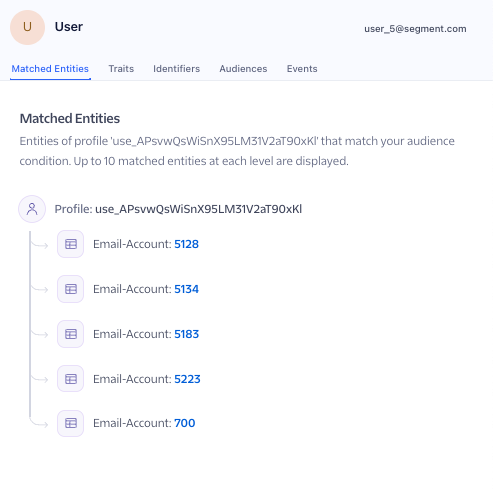 U
User
user_5@segment.com
Matched Entities
Traits
Identifiers
Audiences
Events
Matched Entities
Entities of profile 'use_APsvwQsWiSnX95LM31V2aT90xKl' that match your audience
condition. Up to 10 matched entities at each level are displayed.
Profile: use_APsvwQsWiSnX95LM31V2aT90xKl
Email-Account: 5128
Email-Account: 5134
Email-Account: 5183
Email-Account: 5223
Email-Account: 700